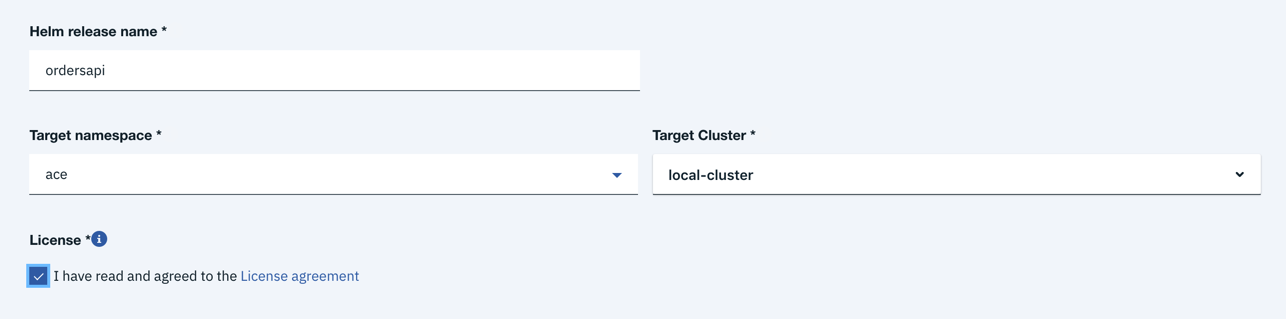 Helm release name *
ordersapi
Target namespace *
Target Cluster *
ace
local-cluster
License *
I have read and agreed to the License agreement